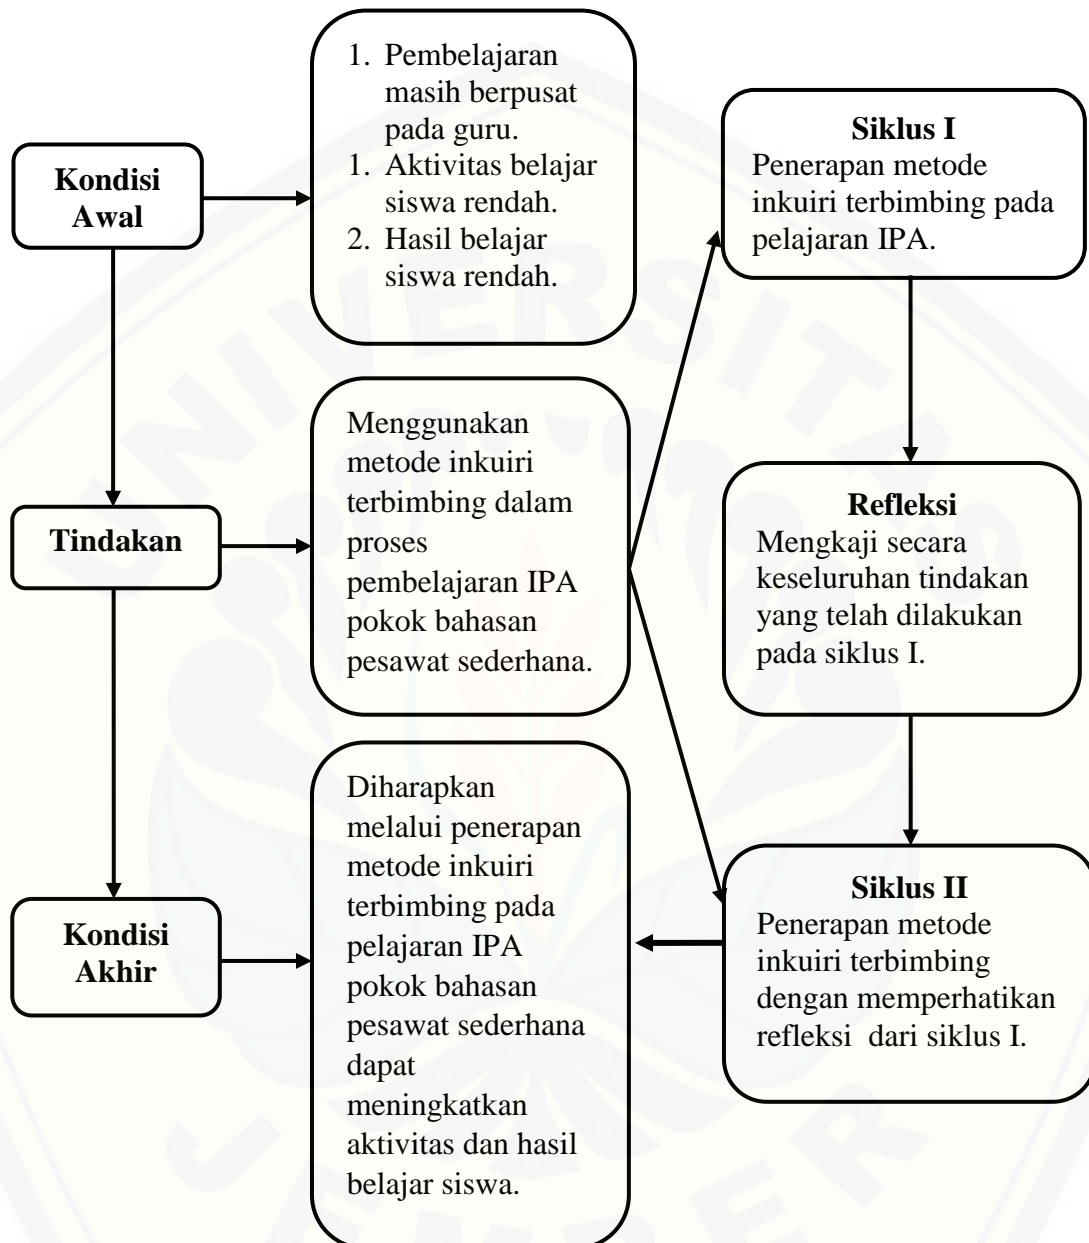 Kondisi
Awal
1. Pembelajaran
masih berpusat
pada guru.
1. Aktivitas belajar
siswa rendah.
2. Hasil belajar
siswa rendah.
Tindakan
Menggunakan
metode inkuiri
terbimbing dalam
proses
pembelajaran IPA
pokok bahasan
pesawat sederhana.
Siklus I
Penerapan metode
inkuiri terbimbing pada
pelajaran IPA.
Refleksi
Mengkaji secara
keseluruhan tindakan
yang telah dilakukan
pada siklus I.
Siklus II
Penerapan metode
inkuiri terbimbing
dengan memperhatikan
refleksi dari siklus I.
Kondisi
Akhir
Diharapkan
melalui penerapan
metode inkuiri
terbimbing pada
pelajaran IPA
pokok bahasan
pesawat sederhana
dapat
meningkatkan
aktivitas dan hasil
belajar siswa.
UNIVERSITAS
JEMBER